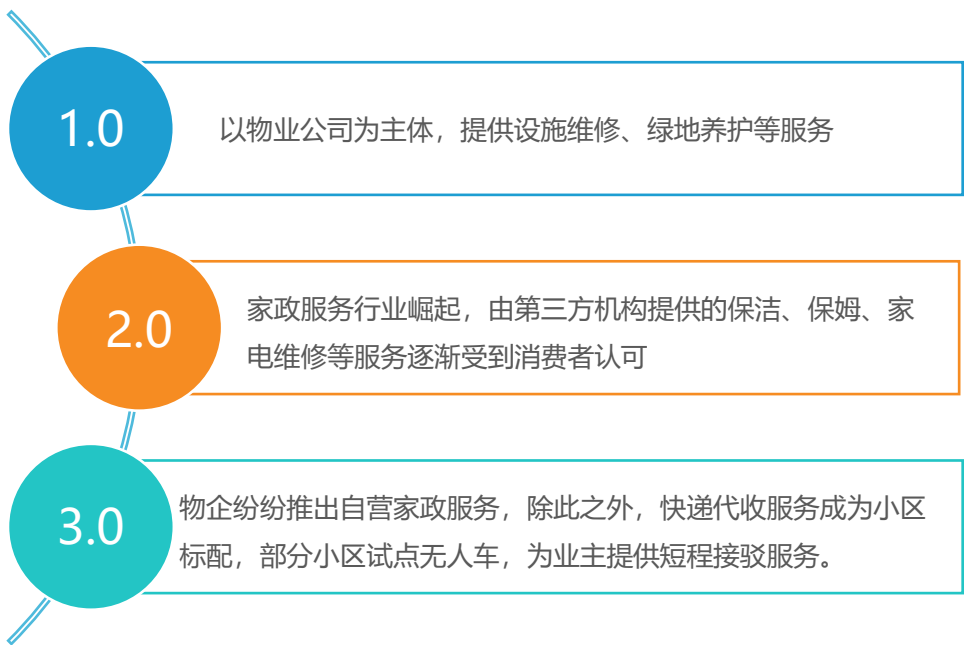 1.0
以物业公司为主体，提供设施维修、绿地养护等服务
2.0
家政服务行业崛起，由第三方机构提供的保洁、保姆、家
电维修等服务逐渐受到消费者认可
3.0
物企纷纷推出自营家政服务，除此之外，快递代收服务成为小区
标配，部分小区试点无人车，为业主提供短程接驳服务。